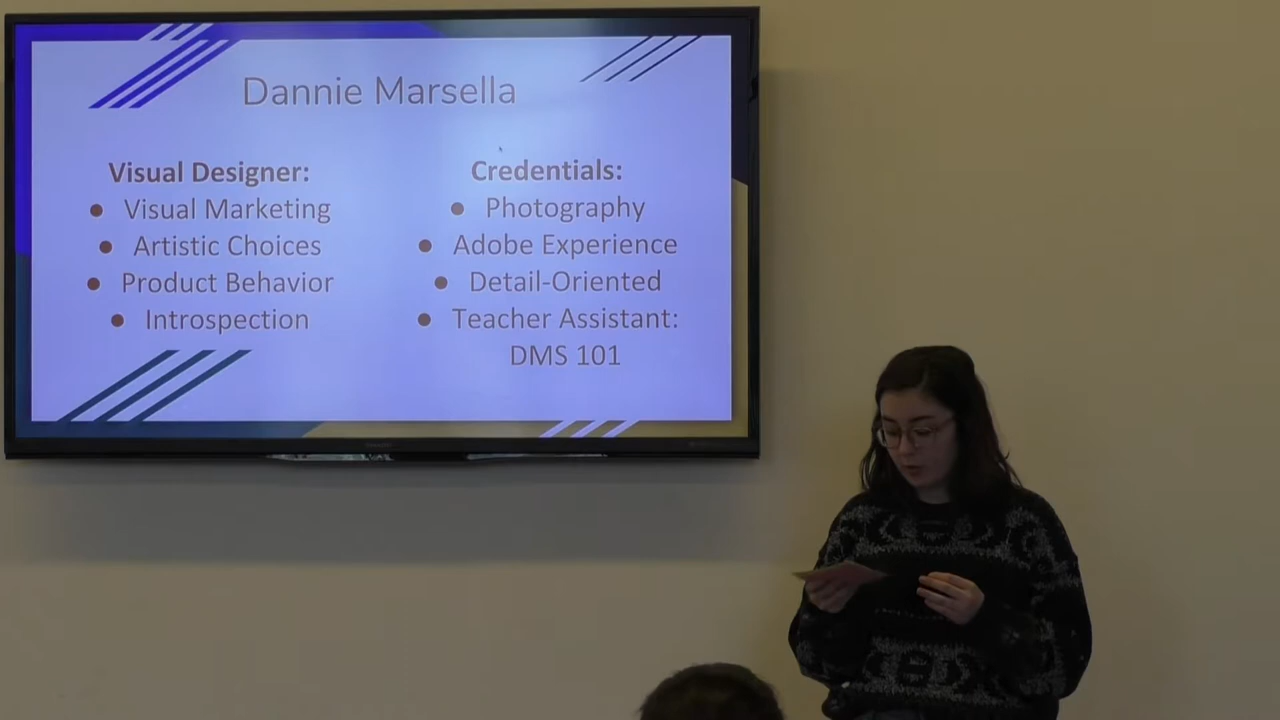 Dannie Marsella
Visual Designer:
● Visual Marketing
● Artistic Choices
● Product Behavior
● Introspection
Credentials:
● Photography
● Adobe Experience
● Detail-Oriented
● Teacher Assistant:
DMS 101